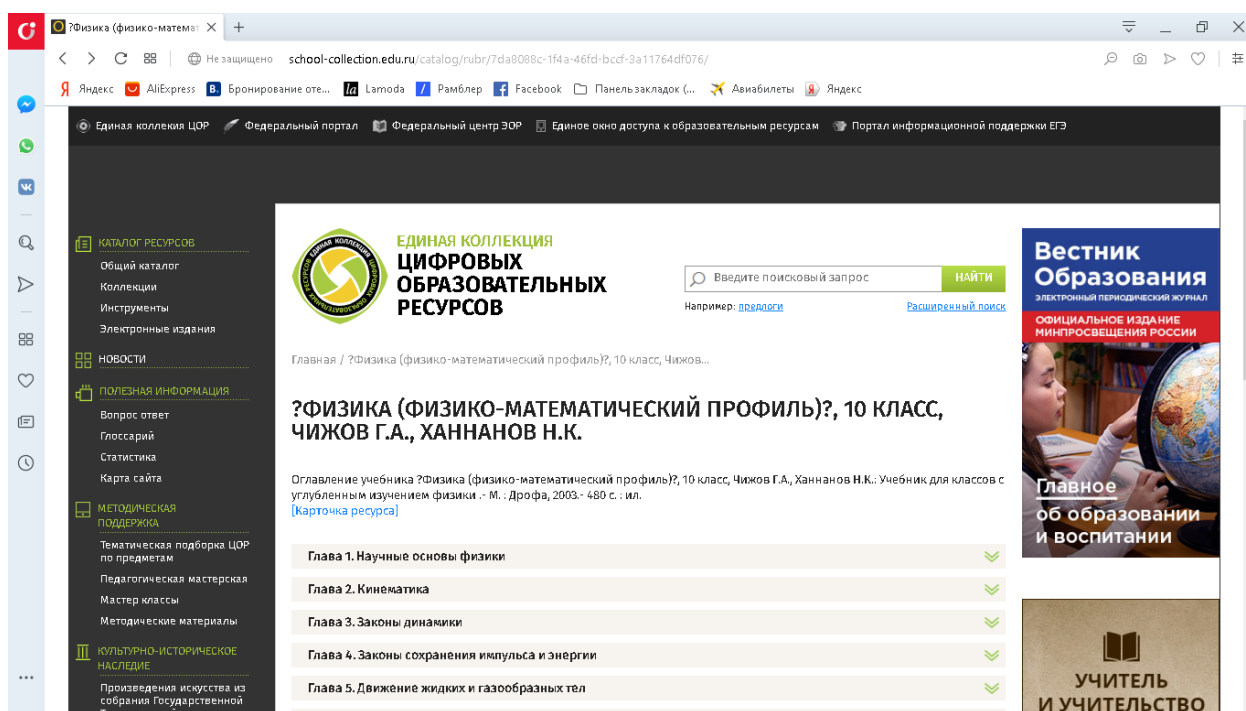 ?Физика (физико-математ
Не защищено school-collection.edu.ru/catalog/rubr/7da8088c-1f4a-46fd-bccf-3a11764df076/
Яндекс AliExpress Бронирование оте... Lamoda Рамблер Facebook Панель закладок (... Авиабилеты Яндекс
Единая коллекия ЦОР Федеральный портал Федеральный центр ЭОР Единое окно доступа к образовательным ресурсам Портал информационной поддержки ЕГЭ
КАТАЛОГ РЕСУРСОВ
Общий каталог
Коллекции
Инструменты
Электронные издания
НОВОСТИ
ПОЛЕЗНАЯ ИНФОРМАЦИЯ
Вопрос ответ
Глоссарий
Статистика
Карта сайта
МЕТОДИЧЕСКАЯ
ПОДДЕРЖКА
Тематическая подборка ЦОР
по предметам
Педагогическая мастерская
Мастер классы
Методические материалы
КУЛЬТУРНО-ИСТОРИЧЕСКОЕ
НАСЛЕДИЕ
Произведения искусства из
собрания Государственной
ЕДИНАЯ КОЛЛЕКЦИЯ
ЦИФРОВЫХ
ОБРАЗОВАТЕЛЬНЫХ
РЕСУРСОВ
Введите поисковый запрос НАЙТИ
Например: предлоги Расширенный поиск
Главная / ?Физика (физико-математический профиль)?, 10 класс, Чижов...
?ФИЗИКА (ФИЗИКО-МАТЕМАТИЧЕСКИЙ ПРОФИЛЬ)?, 10 КЛАСС,
ЧИЖОВ Г.А., ХАННАНОВ Н.К.
Оглавление учебника ?Физика (физико-математический профиль)?, 10 класс, Чижов Г.А., Ханнанов Н.К.: Учебник для классов с
углубленным изучением физики .- М. : Дрофа, 2003.- 480 с. : ил.
[Карточка ресурса]
Глава 1. Научные основы физики
Глава 2. Кинематика
Глава 3. Законы динамики
Глава 4. Законы сохранения импульса и энергии
Глава 5. Движение жидких и газообразных тел
Вестник
Образования
ЭЛЕКТРОННЫЙ ПЕРИОДИЧЕСКИЙ ЖУРНАЛ
ОФИЦИАЛЬНОЕ ИЗДАНИЕ
МИНПРОСВЕЩЕНИЯ РОССИИ
Главное
об образовании
и воспитании
УЧИТЕЛЬ
И УЧИТЕЛЬСТВО